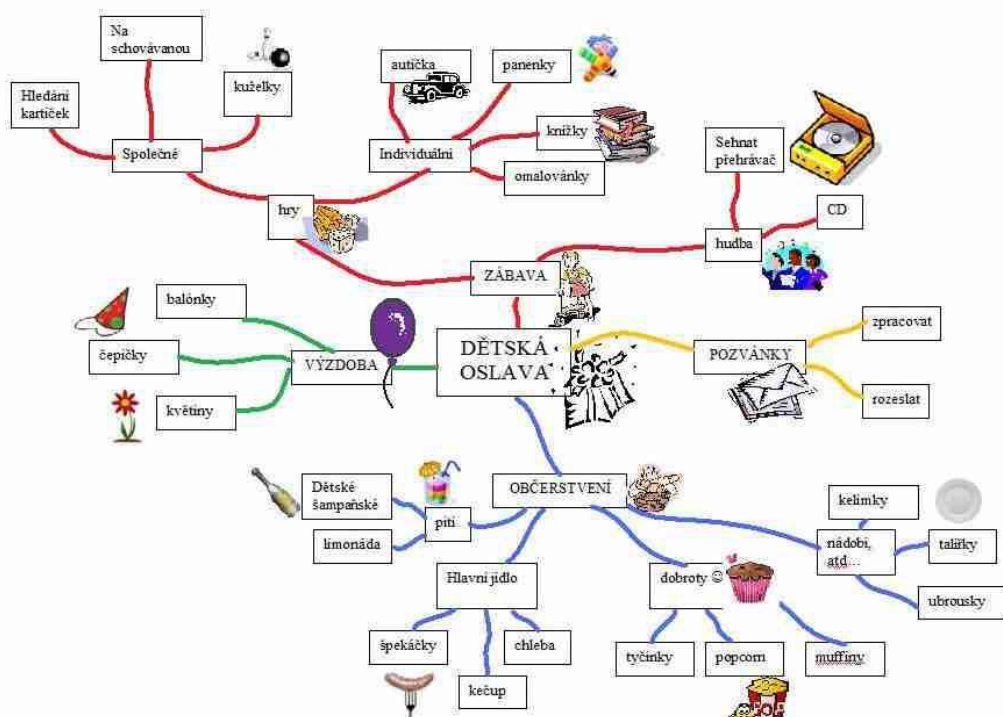 Na
schovávanou
Hledání
kartiček
kuželky
Společné
autíčka
panenky
knížky
omalovánky
Individuální
hry
Sehnat
přehrávač
CD
hudba
ZÁBAVA
balónky
čepičky
květiny
VÝZDOBA
DĚTSKÁ
OSLAVA
POZVÁNKY
zpracovat
rozeslat
OBČERSTVENÍ
Dětské
šampaňské
limonáda
pití
Hlavní jídlo
špekáčky
kečup
chleba
dobroty ☺
tyčinky
popcorn
muffiny
kelímky
nádobí,
atd...
talířky
ubrousky